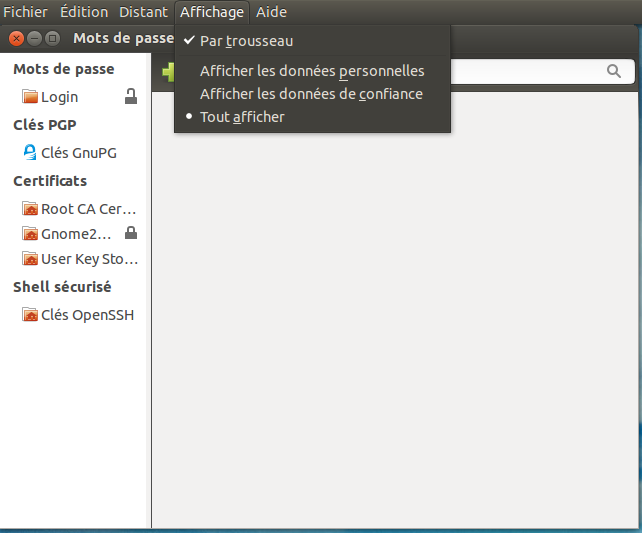 Fichier Édition Distant Affichage Aide
Mots de passe
Par trousseau
Afficher les données personnelles
Afficher les données de confiance
Tout afficher
Mots de passe
Login
Clés PGP
Clés GnuPG
Certificats
Root CA Cer...
Gnome2...
User Key Sto...
Shell sécurisé
Clés OpenSSH